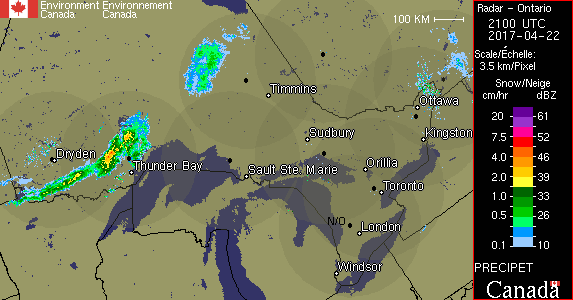 Environment Environnement
Canada Canada
100 KM
Timmins
Ottawa
Sudbury
Kingston
Dryden
Thunder Bay
Sault Ste. Marie
Orillia
Toronto
N/O
London
Windsor
Radar - Ontario
2100 UTC
2017-04-22
Scale/Échelle:
3.5 km/Pixel
Snow/Neige
cm/hr dBZ
20 61
7.5 52
4.0 46
2.0 39
1.0 33
0.5 26
0.1 10
PRECIPET
Canada